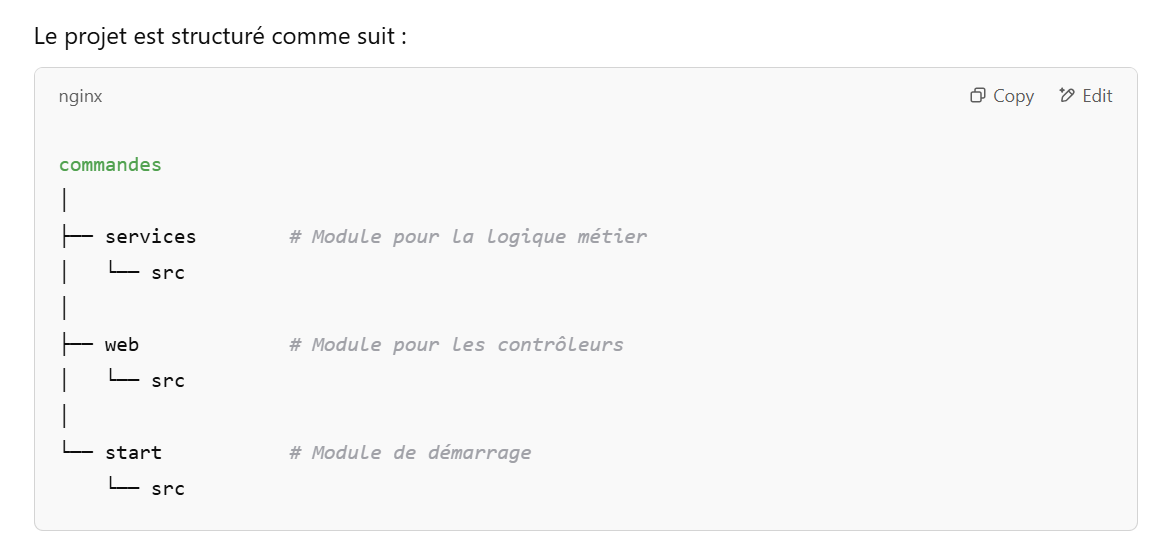 Le projet est structuré comme suit :
nginx
Copy
Edit
commandes
│
├── services        # Module pour la logique métier
│   └── src
│
├── web             # Module pour les contrôleurs
│   └── src
│
└── start           # Module de démarrage
    └── src